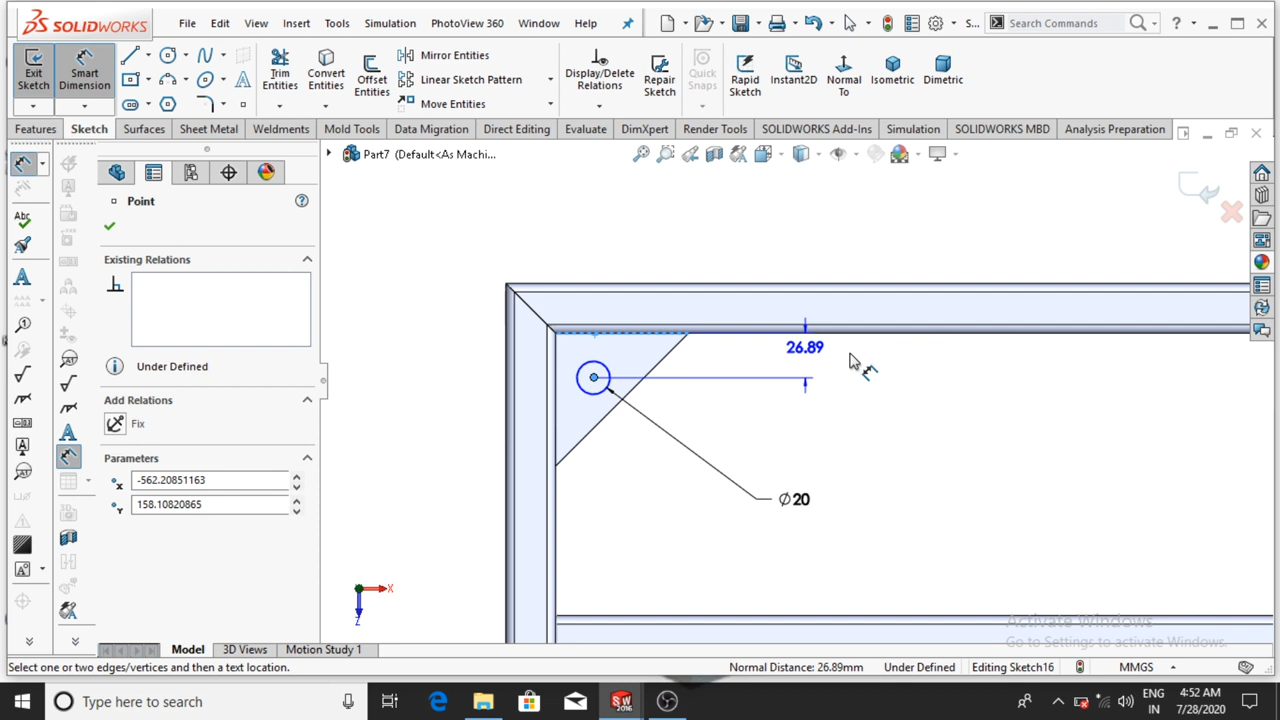 SOLIDWORKS File Edit View Insert Tools Simulation PhotoView 360 Window Help S... Search Commands ?
Exit Sketch
Smart Dimension
Trim Entities
Convert Entities
Offset Entities
Mirror Entities
Linear Sketch Pattern
Move Entities
Display/Delete Relations
Repair Sketch
Quick Snaps
Rapid Sketch
Instant2D
Normal To
Isometric
Dimetric
Features Sketch Surfaces Sheet Metal Weldments Mold Tools Data Migration Direct Editing Evaluate DimXpert Render Tools SOLIDWORKS Add-Ins Simulation SOLIDWORKS MBD Analysis Preparation
Part7 (Default<As Machi...
Point
Existing Relations
Under Defined
Add Relations
Fix
Parameters
-562.20851163
158.10820865
26.89
∅20
X
Z
Activate Windows
Go to Settings to activate Windows.
Model 3D Views Motion Study 1
Select one or two edges/vertices and then a text location. Normal Distance: 26.89mm Under Defined Editing Sketch16 MMGS
Type here to search
ENG
IN
4:52 AM
7/28/2020